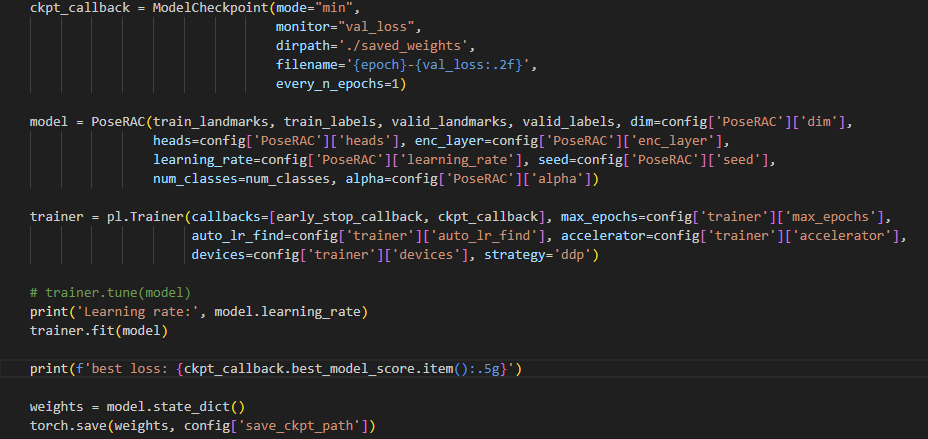 ckpt_callback = ModelCheckpoint(mode="min",
monitor="val_loss",
dirpath='./saved_weights',
filename='{epoch}-{val_loss:.2f}',
every_n_epochs=1)
model = PoseRAC(train_landmarks, train_labels, valid_landmarks, valid_labels, dim=config['PoseRAC']['dim'],
heads=config['PoseRAC']['heads'], enc_layer=config['PoseRAC']['enc_layer'],
learning_rate=config['PoseRAC']['learning_rate'], seed=config['PoseRAC']['seed'],
num_classes=num_classes, alpha=config['PoseRAC']['alpha'])
trainer = pl.Trainer(callbacks=[early_stop_callback, ckpt_callback], max_epochs=config['trainer']['max_epochs'],
auto_lr_find=config['trainer']['auto_lr_find'], accelerator=config['trainer']['accelerator'],
devices=config['trainer']['devices'], strategy='ddp')
# trainer.tune(model)
print('Learning rate:', model.learning_rate)
trainer.fit(model)
print(f'best loss: {ckpt_callback.best_model_score.item():.5g}')
weights = model.state_dict()
torch.save(weights, config['save_ckpt_path'])